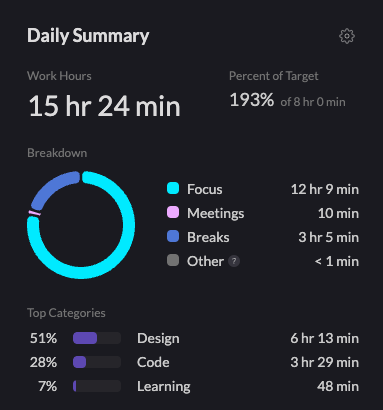 Daily Summary
Work Hours
15 hr 24 min
Percent of Target
193% of 8 hr 0 min
Breakdown
Focus 12 hr 9 min
Meetings 10 min
Breaks 3 hr 5 min
Other ? < 1 min
Top Categories
51% Design 6 hr 13 min
28% Code 3 hr 29 min
7% Learning 48 min